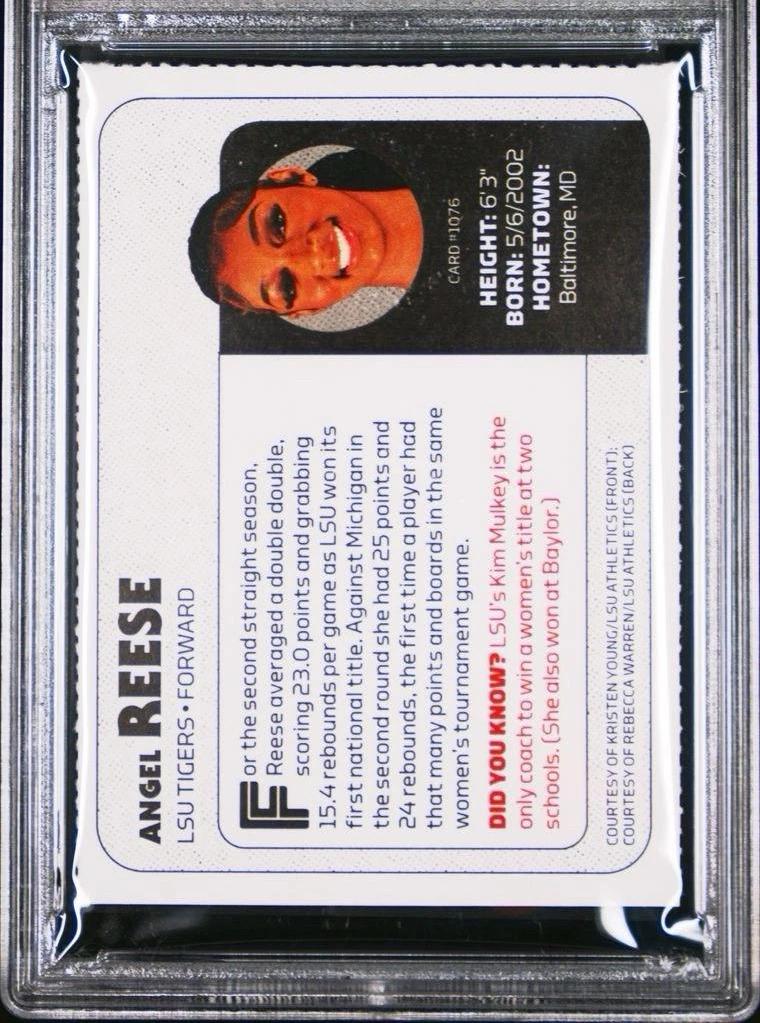 ANGEL REESE
LSU TIGERS • FORWARD
For the second straight season,
Reese averaged a double double,
scoring 23.0 points and grabbing
15.4 rebounds per game as LSU won its
first national title. Against Michigan in
the second round she had 25 points and
24 rebounds, the first time a player had
that many points and boards in the same
women's tournament game.
DID YOU KNOW? LSU's Kim Mulkey is the
only coach to win a women's title at two
schools. (She also won at Baylor.)
CARD #1076
HEIGHT: 6'3"
BORN: 5/6/2002
HOMETOWN:
Baltimore, MD
COURTESY OF KRISTEN YOUNG/LSU ATHLETICS (FRONT);
COURTESY OF REBECCA WARREN/LSU ATHLETICS (BACK)